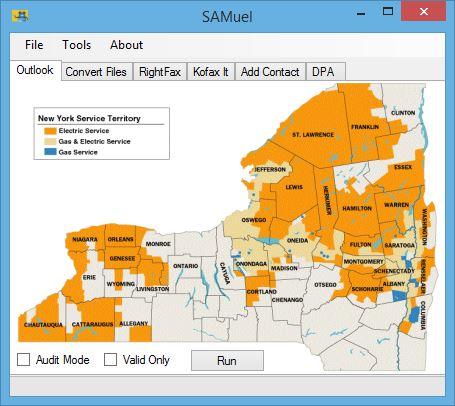 SAMuel
File Tools About
Outlook Convert Files RightFax Kofax It Add Contact DPA
New York Service Territory
Electric Service
Gas & Electric Service
Gas Service
CLINTON
FRANKLIN
ST. LAWRENCE
ESSEX
JEFFERSON
LEWIS
HERKIMER
HAMILTON
WARREN
WASHINGTON
OSWEGO
ONEIDA
FULTON
SARATOGA
NIAGARA
ORLEANS
MONROE
GENESEE
ONTARIO
CAYUGA
ONONDAGA
MADISON
MONTGOMERY
SCHENECTADY
RENSSELAER
ERIE
WYOMING
LIVINGSTON
CORTLAND
CHENANGO
OTSEGO
SCHOHARIE
ALBANY
COLUMBIA
CHAUTAUQUA
CATTARAUGUS
ALLEGANY
Audit Mode Valid Only Run